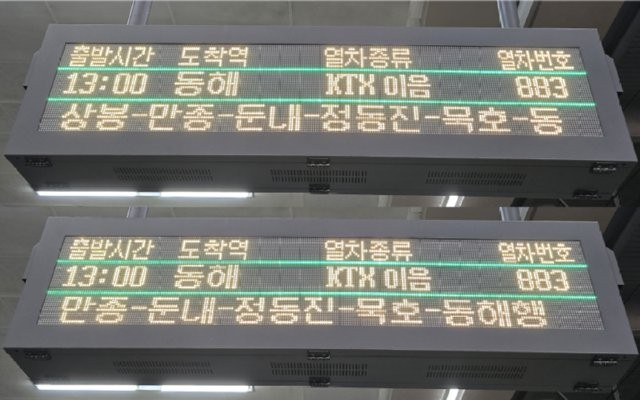 출발시간 도착역 열차종류 열차번호
13:00 동해 KTX 이음 883
상봉-만종-둔내-정동진-묵호-동
출발시간 도착역 열차종류 열차번호
13:00 동해 KTX 이음 883
만종-둔내-정동진-묵호-동해행